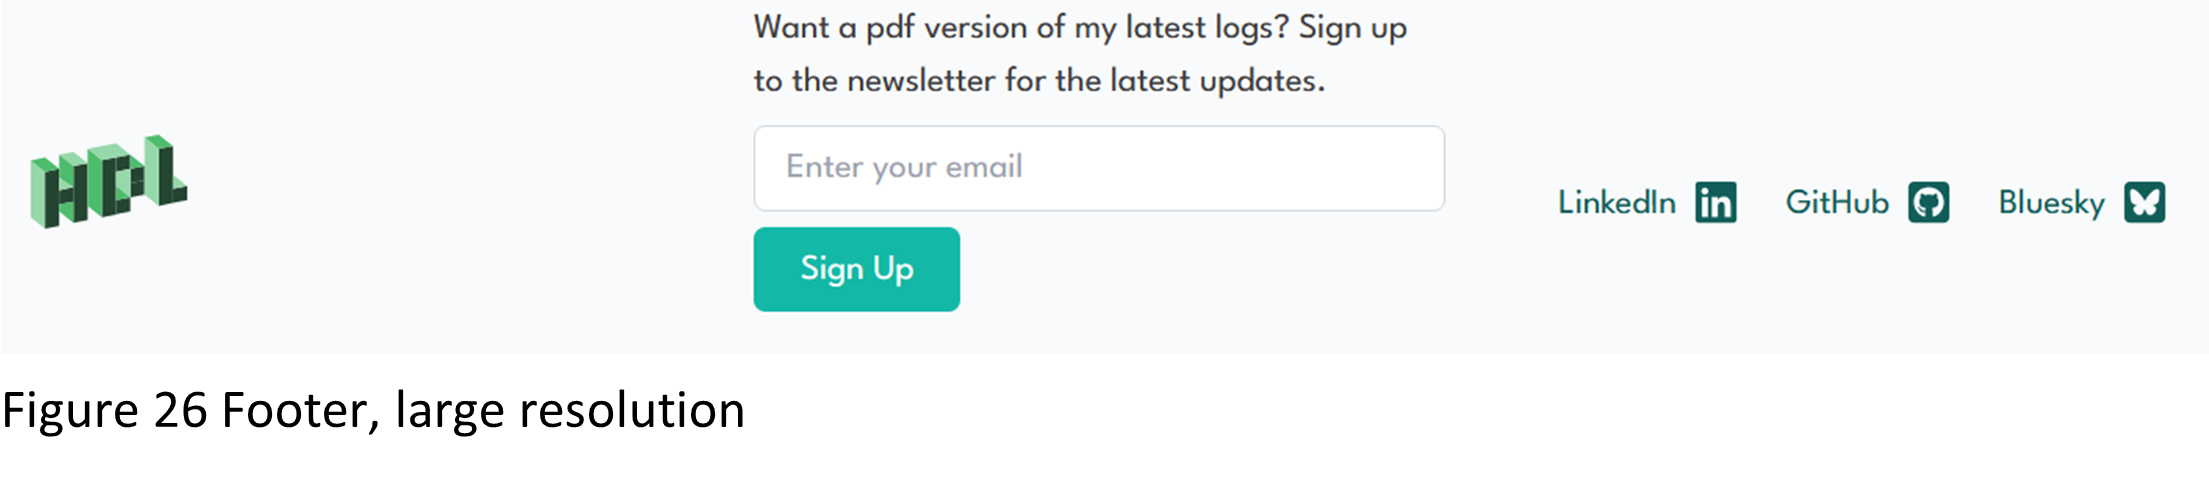 HDL
Want a pdf version of my latest logs? Sign up
to the newsletter for the latest updates.
Enter your email
Sign Up
LinkedIn in
GitHub
Bluesky
Figure 26 Footer, large resolution